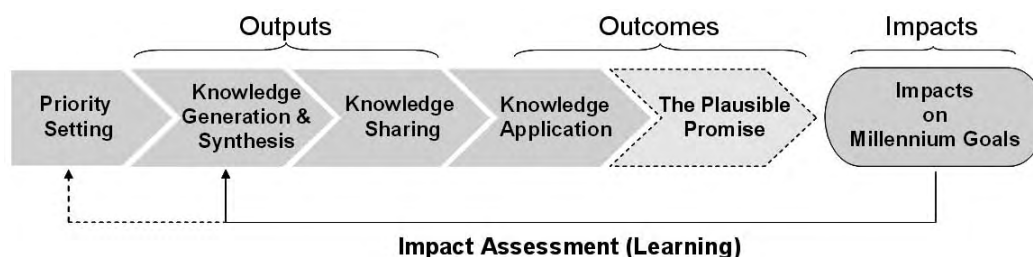 Outputs
Outcomes
Impacts
Priority
Setting
Knowledge
Generation &
Synthesis
Knowledge
Sharing
Knowledge
Application
The Plausible
Promise
Impacts
on
Millennium Goals
Impact Assessment (Learning)